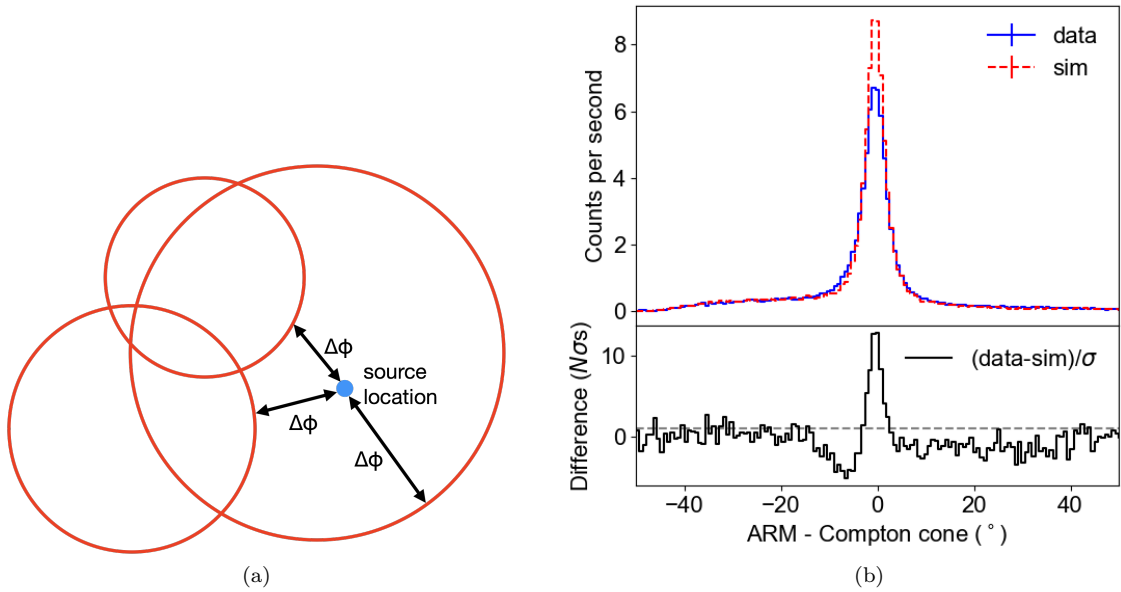 Δϕ
source
location
Δϕ
Δϕ
(a)
8
6
4
2
0
Counts per second
data
sim
10
0
Difference (Nσs)
(data-sim)/σ
−40
−20
0
20
40
ARM - Compton cone (°)
(b)